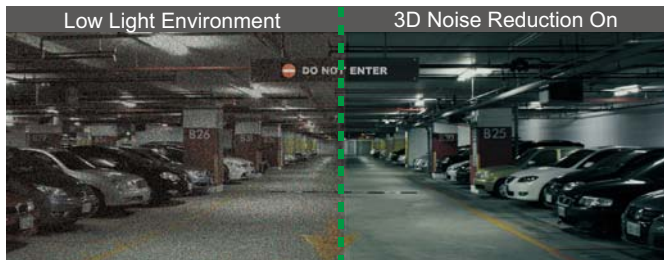 Low Light Environment
3D Noise Reduction On
DO NOT ENTER
B26
B25